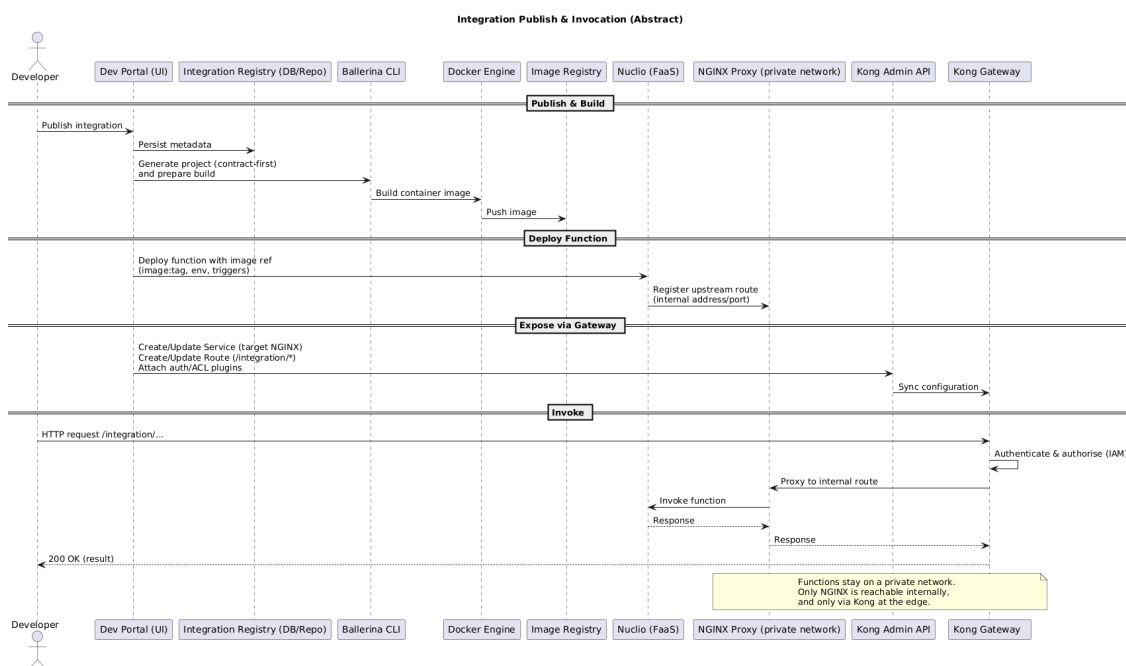 Integration Publish & Invocation (Abstract)
Developer
Dev Portal (UI)
Integration Registry (DB/Repo)
Ballerina CLI
Docker Engine
Image Registry
Nuclio (FaaS)
NGINX Proxy (private network)
Kong Admin API
Kong Gateway
Publish & Build
Publish integration
Persist metadata
Generate project (contract-first)
and prepare build
Build container image
Push image
Deploy Function
Deploy function with image ref
(image:tag, env, triggers)
Register upstream route
(internal address/port)
Expose via Gateway
Create/Update Service (target NGINX)
Create/Update Route (/integration/*)
Attach auth/ACL plugins
Sync configuration
Invoke
HTTP request /integration/...
Authenticate & authorise (IAM)
Proxy to internal route
Invoke function
Response
Response
200 OK (result)
Functions stay on a private network.
Only NGINX is reachable internally,
and only via Kong at the edge.
Developer
Dev Portal (UI)
Integration Registry (DB/Repo)
Ballerina CLI
Docker Engine
Image Registry
Nuclio (FaaS)
NGINX Proxy (private network)
Kong Admin API
Kong Gateway